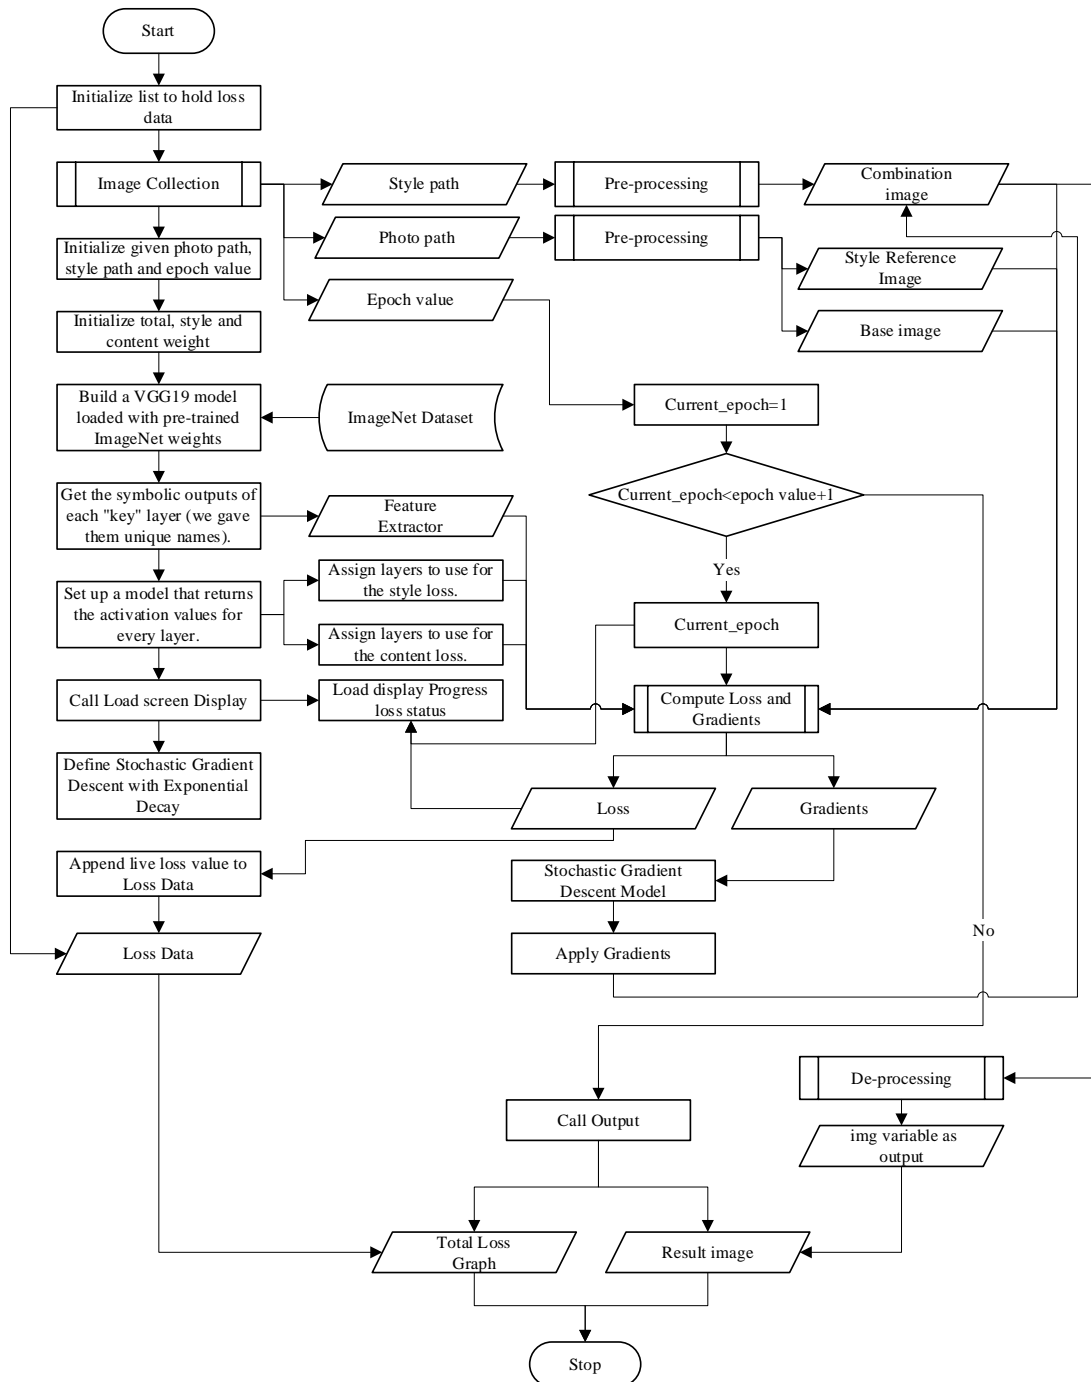 Start
Initialize list to hold loss
data
Image Collection
Style path
Pre-processing
Combination
image
Initialize given photo path,
style path and epoch value
Photo path
Pre-processing
Style Reference
Image
Epoch value
Base image
Initialize total, style and
content weight
Build a VGG19 model
loaded with pre-trained
ImageNet weights
ImageNet Dataset
Current_epoch=1
Current_epoch<epoch value+1
Get the symbolic outputs of
each "key" layer (we gave
them unique names).
Feature
Extractor
Yes
Set up a model that returns
the activation values for
every layer.
Assign layers to use for
the style loss.
Assign layers to use for
the content loss.
Current_epoch
Call Load screen Display
Load display Progress
loss status
Compute Loss and
Gradients
Define Stochastic Gradient
Descent with Exponential
Decay
Loss
Gradients
Append live loss value to
Loss Data
Stochastic Gradient
Descent Model
No
Loss Data
Apply Gradients
De-processing
Call Output
img variable as
output
Total Loss
Graph
Result image
Stop